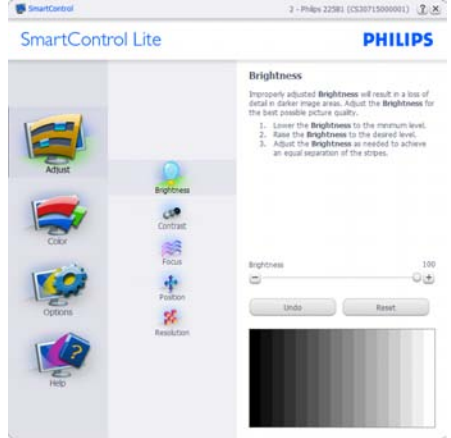 SmartControl
2 - Philips 225B1 (CS30715000001)
SmartControl Lite
PHILIPS
Brightness
Improperly adjusted Brightness will result in a loss of
detail in darker image areas. Adjust the Brightness for
the best possible picture quality.
1. Lower the Brightness to the minimum level.
2. Raise the Brightness to the desired level.
3. Adjust the Brightness as needed to achieve
an equal separation of the stripes.
Adjust
Color
Options
Help
Brightness
Contrast
Focus
Position
Resolution
Brightness 100
Undo Reset